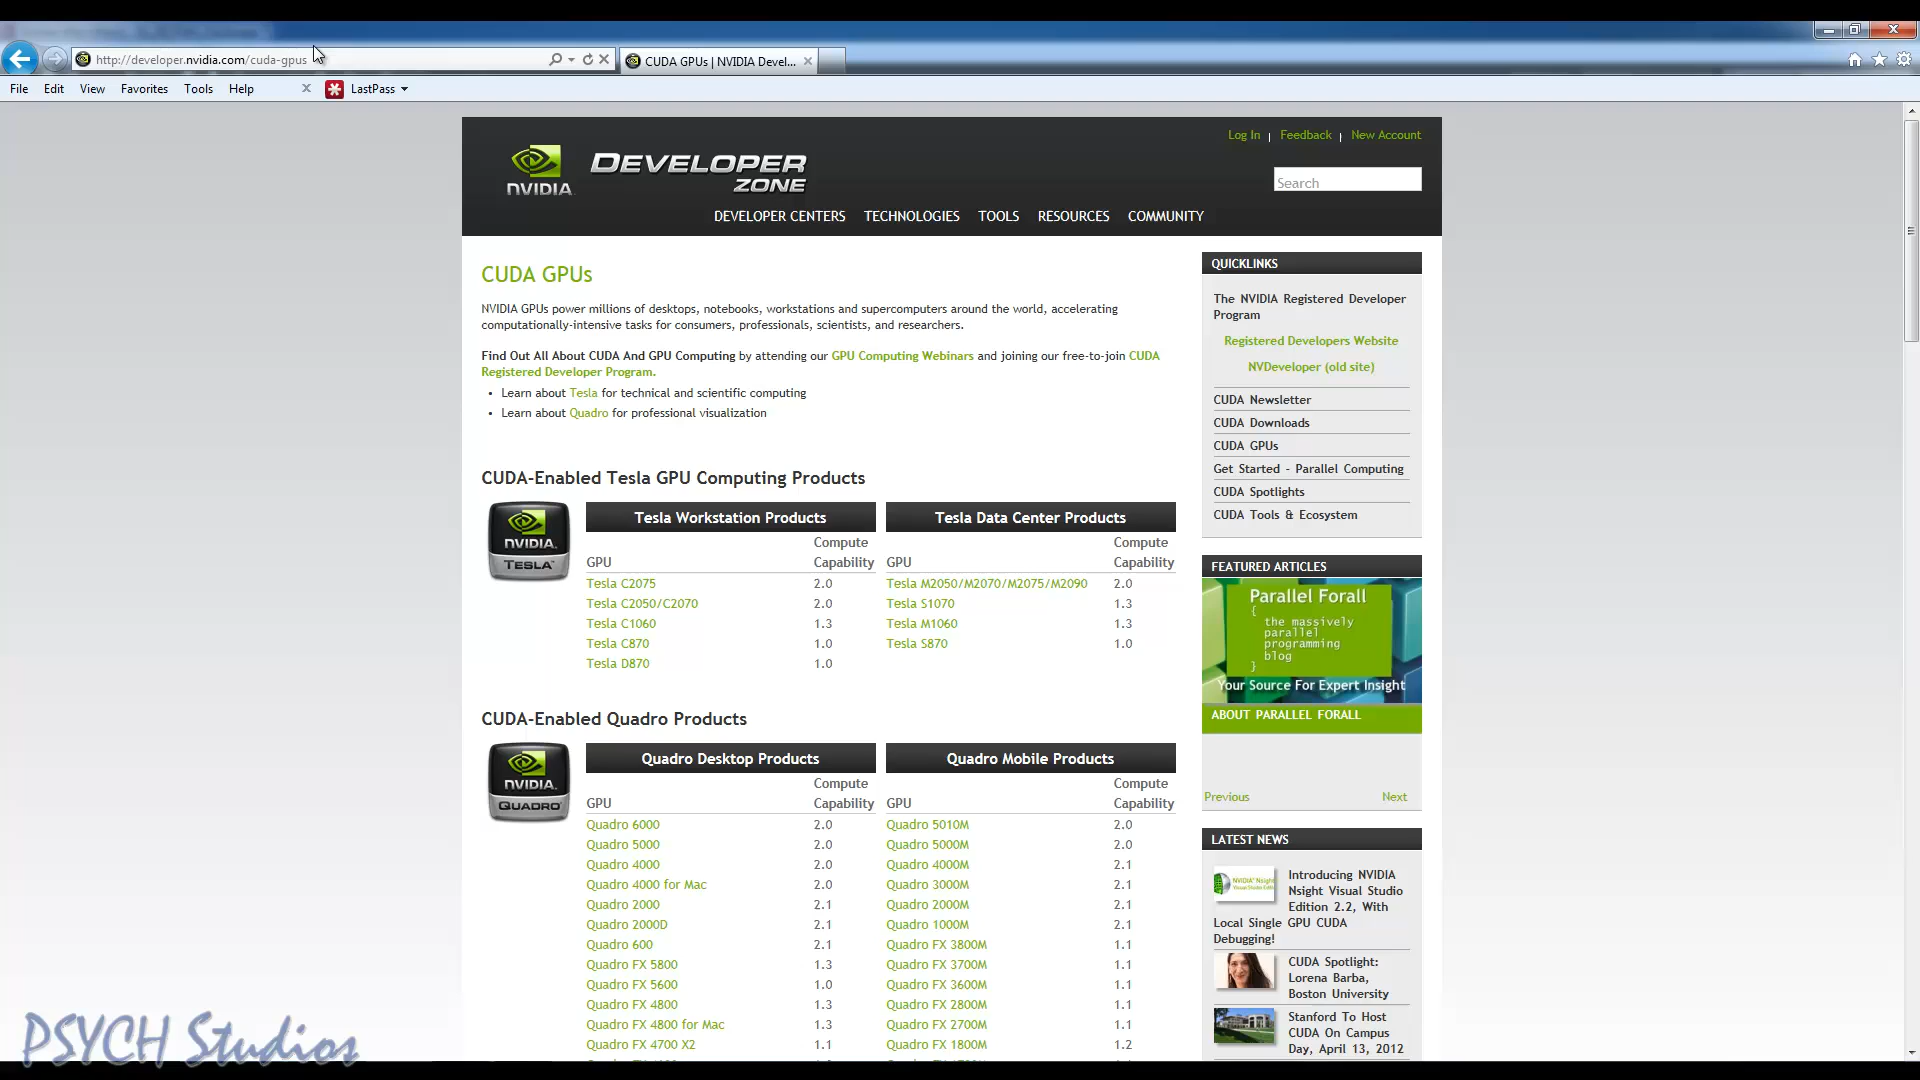 http://developer.nvidia.com/cuda-gpus
CUDA GPUs | NVIDIA Devel...
File Edit View Favorites Tools Help
LastPass
Log In | Feedback | New Account
NVIDIA.
DEVELOPER
ZONE
Search
DEVELOPER CENTERS TECHNOLOGIES TOOLS RESOURCES COMMUNITY
CUDA GPUs
NVIDIA GPUs power millions of desktops, notebooks, workstations and supercomputers around the world, accelerating
computationally-intensive tasks for consumers, professionals, scientists, and researchers.
Find Out All About CUDA And GPU Computing by attending our GPU Computing Webinars and joining our free-to-join CUDA
Registered Developer Program.
• Learn about Tesla for technical and scientific computing
• Learn about Quadro for professional visualization
CUDA-Enabled Tesla GPU Computing Products
NVIDIA.
TESLA™
Tesla Workstation Products
GPU Compute Capability
Tesla C2075 2.0
Tesla C2050/C2070 2.0
Tesla C1060 1.3
Tesla C870 1.0
Tesla D870 1.0
Tesla Data Center Products
GPU Compute Capability
Tesla M2050/M2070/M2075/M2090 2.0
Tesla S1070 1.3
Tesla M1060 1.3
Tesla S870 1.0
CUDA-Enabled Quadro Products
NVIDIA.
QUADRO
Quadro Desktop Products
GPU Compute Capability
Quadro 6000 2.0
Quadro 5000 2.0
Quadro 4000 2.0
Quadro 4000 for Mac 2.0
Quadro 2000 2.1
Quadro 2000D 2.1
Quadro 600 2.1
Quadro FX 5800 1.3
Quadro FX 5600 1.0
Quadro FX 4800 1.3
Quadro FX 4800 for Mac 1.3
Quadro FX 4700 X2 1.1
Quadro Mobile Products
GPU Compute Capability
Quadro 5010M 2.0
Quadro 5000M 2.0
Quadro 4000M 2.1
Quadro 3000M 2.1
Quadro 2000M 2.1
Quadro 1000M 2.1
Quadro FX 3800M 1.1
Quadro FX 3700M 1.1
Quadro FX 3600M 1.1
Quadro FX 2800M 1.1
Quadro FX 2700M 1.1
Quadro FX 1800M 1.2
QUICKLINKS
The NVIDIA Registered Developer
Program
Registered Developers Website
NVDeveloper (old site)
CUDA Newsletter
CUDA Downloads
CUDA GPUs
Get Started - Parallel Computing
CUDA Spotlights
CUDA Tools & Ecosystem
FEATURED ARTICLES
Parallel Forall
{
the massively
parallel
programming
blog
}
Your Source For Expert Insight
ABOUT PARALLEL FORALL
Previous Next
LATEST NEWS
Introducing NVIDIA
Nsight Visual Studio
Edition 2.2, With
Local Single GPU CUDA
Debugging!
CUDA Spotlight:
Lorena Barba,
Boston University
Stanford To Host
CUDA On Campus
Day, April 13, 2012
PSYCH Studios